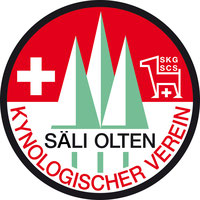 SKG
SCS
SÄLI OLTEN
KYNOLOGISCHER VEREIN